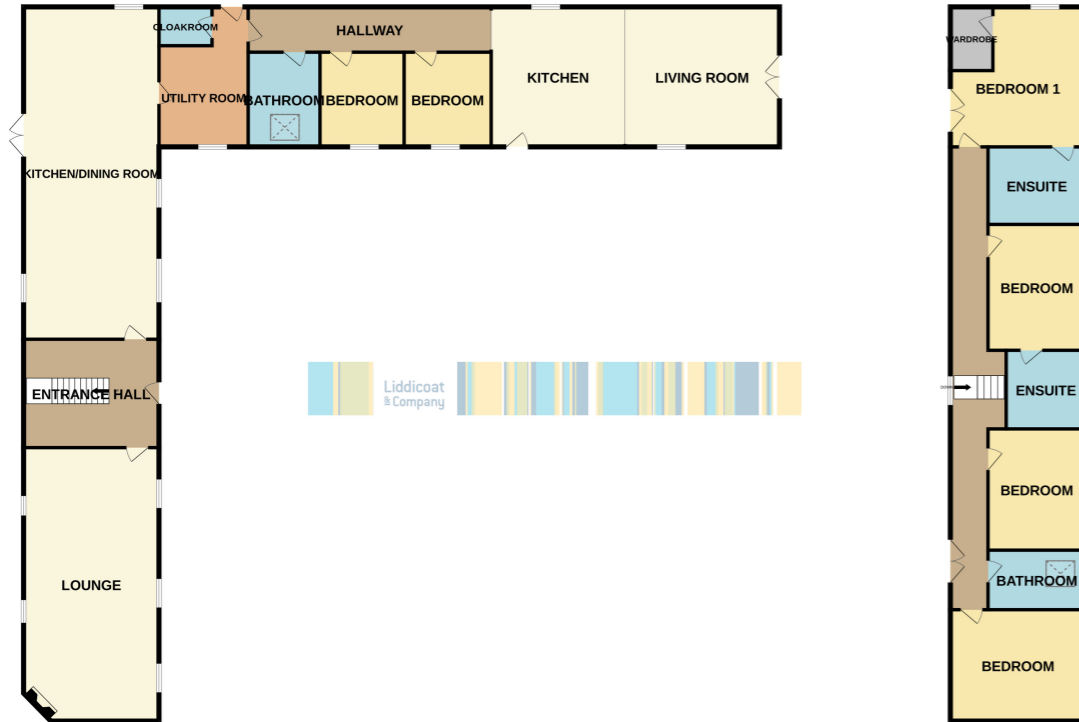 CLOAKROOM
HALLWAY
UTILITY ROOM
BATHROOM
BEDROOM
BEDROOM
KITCHEN
LIVING ROOM
KITCHEN/DINING ROOM
ENTRANCE HALL
LOUNGE
Liddicoat
& Company
WARDROBE
BEDROOM 1
ENSUITE
BEDROOM
ENSUITE
BEDROOM
BATHROOM
BEDROOM